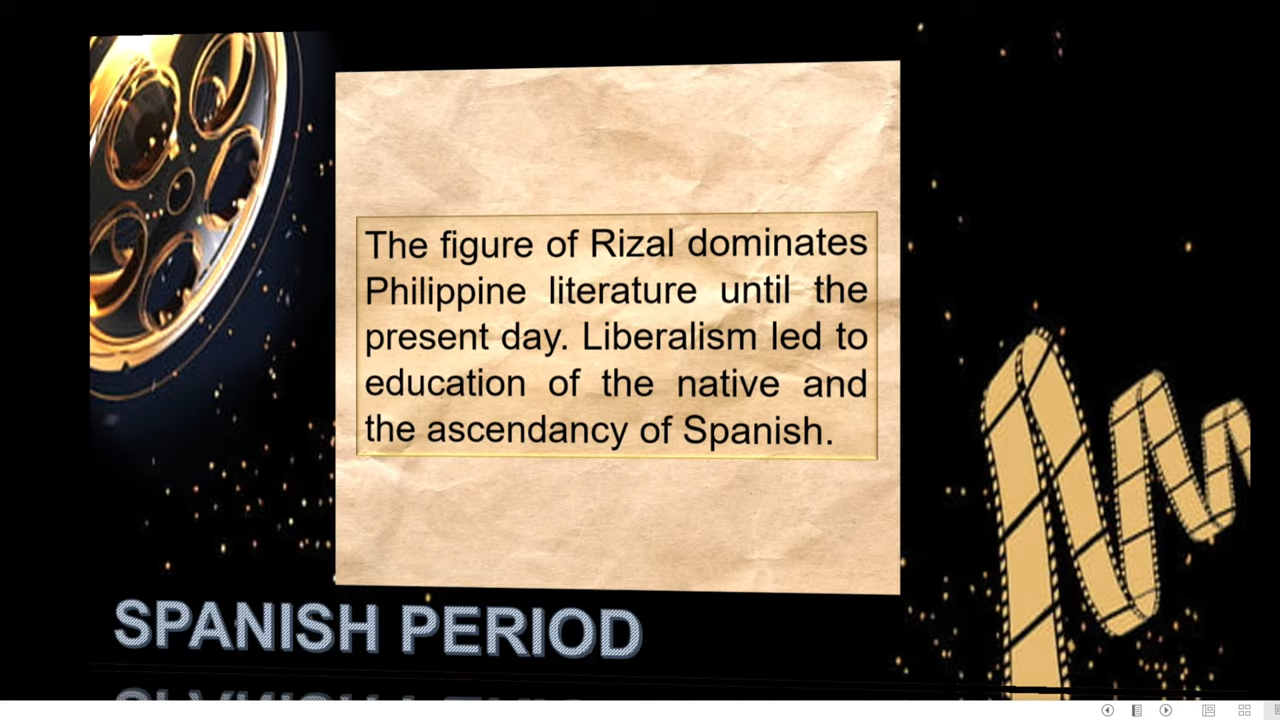 The figure of Rizal dominates
Philippine literature until the
present day. Liberalism led to
education of the native and
the ascendancy of Spanish.
SPANISH PERIOD